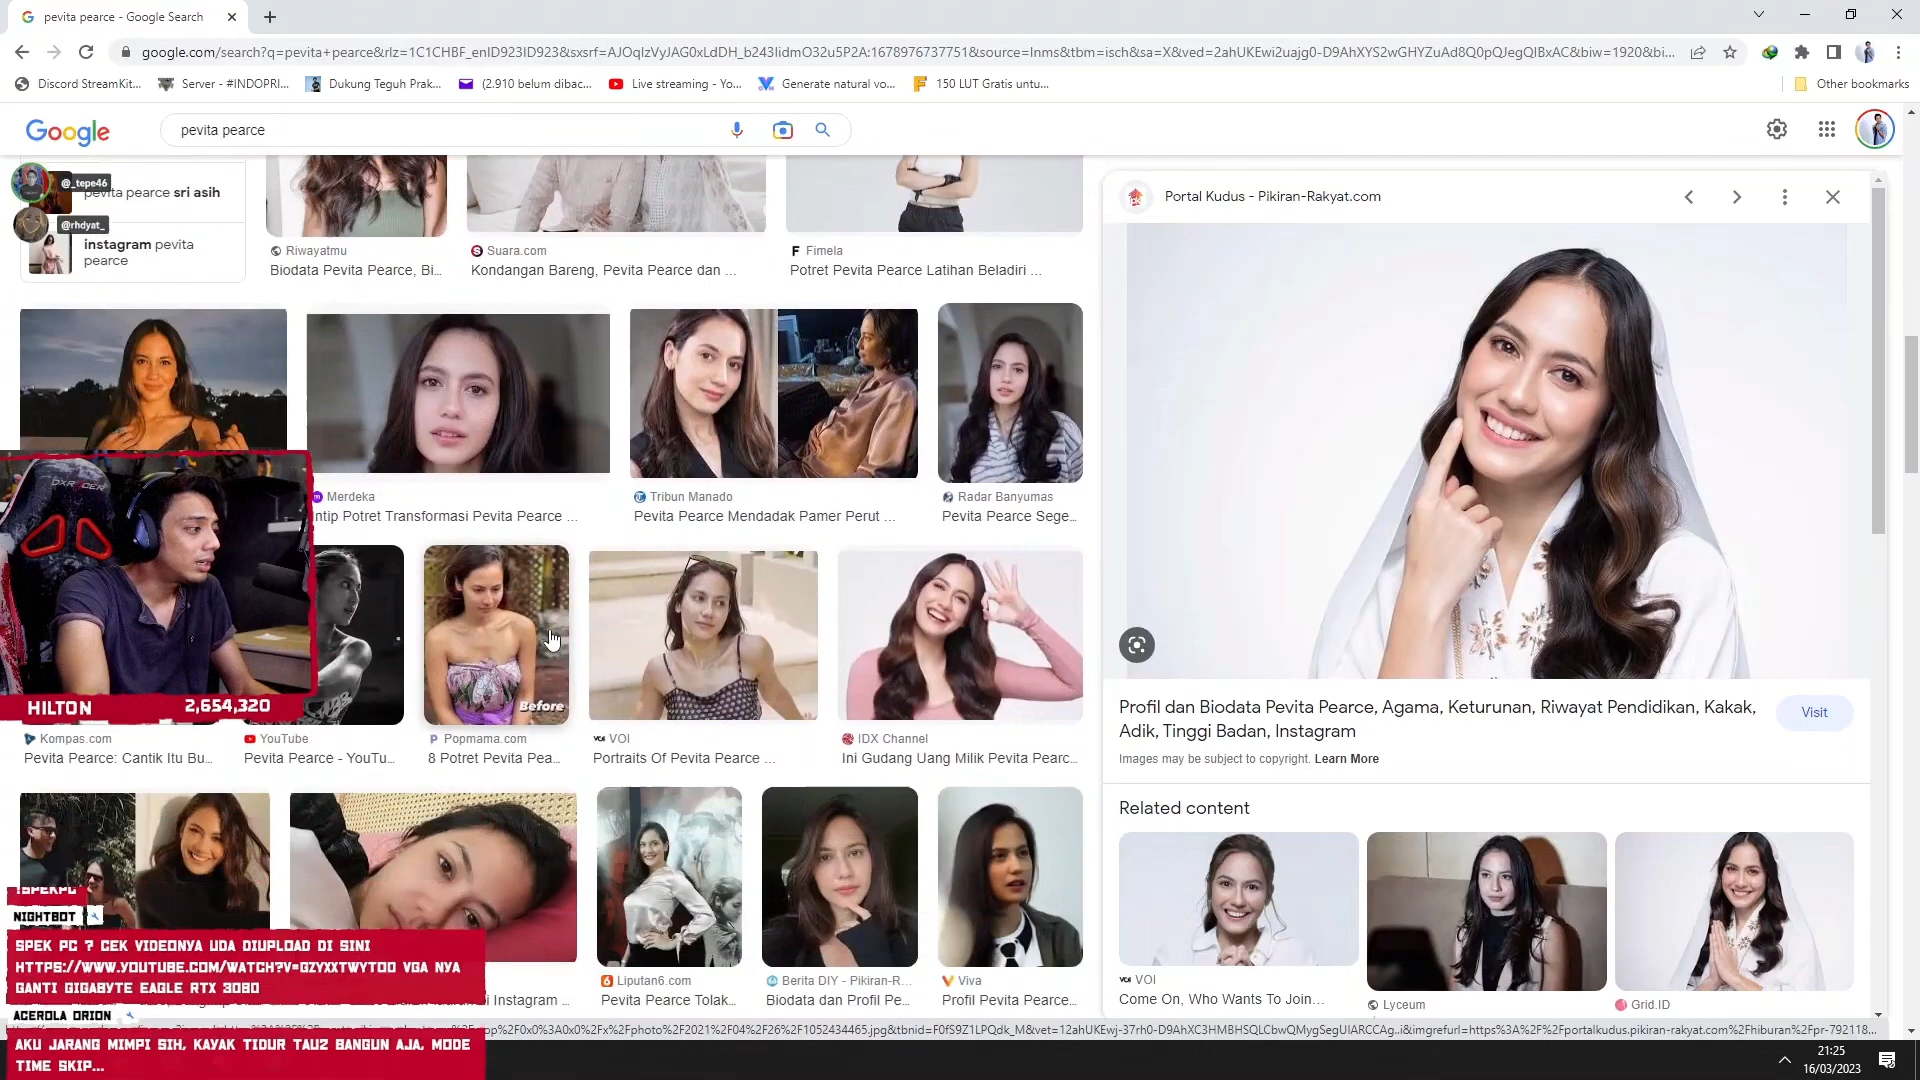 pevita pearce - Google Search
google.com/search?q=pevita+pearce&rlz=1C1CHBF_enID923ID923&sxsrf=AJOqlzVyJAG0xLdDH_b243IidmO32u5P2A:1678976737751&source=lnms&tbm=isch&sa=X&ved=2ahUKEwi2uajg0-D9AhXYS2wGHYZuAd8Q0pQJegQIBxAC&biw=1920&bi...
Discord StreamKit...
Server - #INDOPRI...
Dukung Teguh Prak...
(2.910 belum dibac...
Live streaming - Yo...
Generate natural vo...
150 LUT Gratis untu...
Other bookmarks
Google
pevita pearce
@_tepe46
pevita pearce sri asih
@rhdyat_
instagram pevita
pearce
Riwayatmu
Biodata Pevita Pearce, Bi...
Suara.com
Kondangan Bareng, Pevita Pearce dan ...
Fimela
Potret Pevita Pearce Latihan Beladiri ...
Merdeka
Intip Potret Transformasi Pevita Pearce ...
Tribun Manado
Pevita Pearce Mendadak Pamer Perut ...
Radar Banyumas
Pevita Pearce Sege...
DXRACER
HILTON
2,654,320
Before
Kompas.com
Pevita Pearce: Cantik Itu Bu...
YouTube
Pevita Pearce - YouTu...
Popmama.com
8 Potret Pevita Pea...
VOI
Portraits Of Pevita Pearce ...
IDX Channel
Ini Gudang Uang Milik Pevita Pearc...
!SPEKPC
NIGHTBOT
SPEK PC ? CEK VIDEONYA UDA DIUPLOAD DI SINI
VGA NYA
GANTI GIGABYTE EAGLE RTX 3080
ACEROLA ORION
AKU JARANG MIMPI SIH, KAYAK TIDUR TAU2 BANGUN AJA, MODE
TIME SKIP...
Instagram ...
Liputan6.com
Pevita Pearce Tolak...
Berita DIY - Pikiran-R...
Biodata dan Profil Pe...
Viva
Profil Pevita Pearce...
Portal Kudus - Pikiran-Rakyat.com
Profil dan Biodata Pevita Pearce, Agama, Keturunan, Riwayat Pendidikan, Kakak,
Adik, Tinggi Badan, Instagram
Visit
Images may be subject to copyright. Learn More
Related content
VOI
Come On, Who Wants To Join...
Lyceum
Grid.ID
21:25
16/03/2023